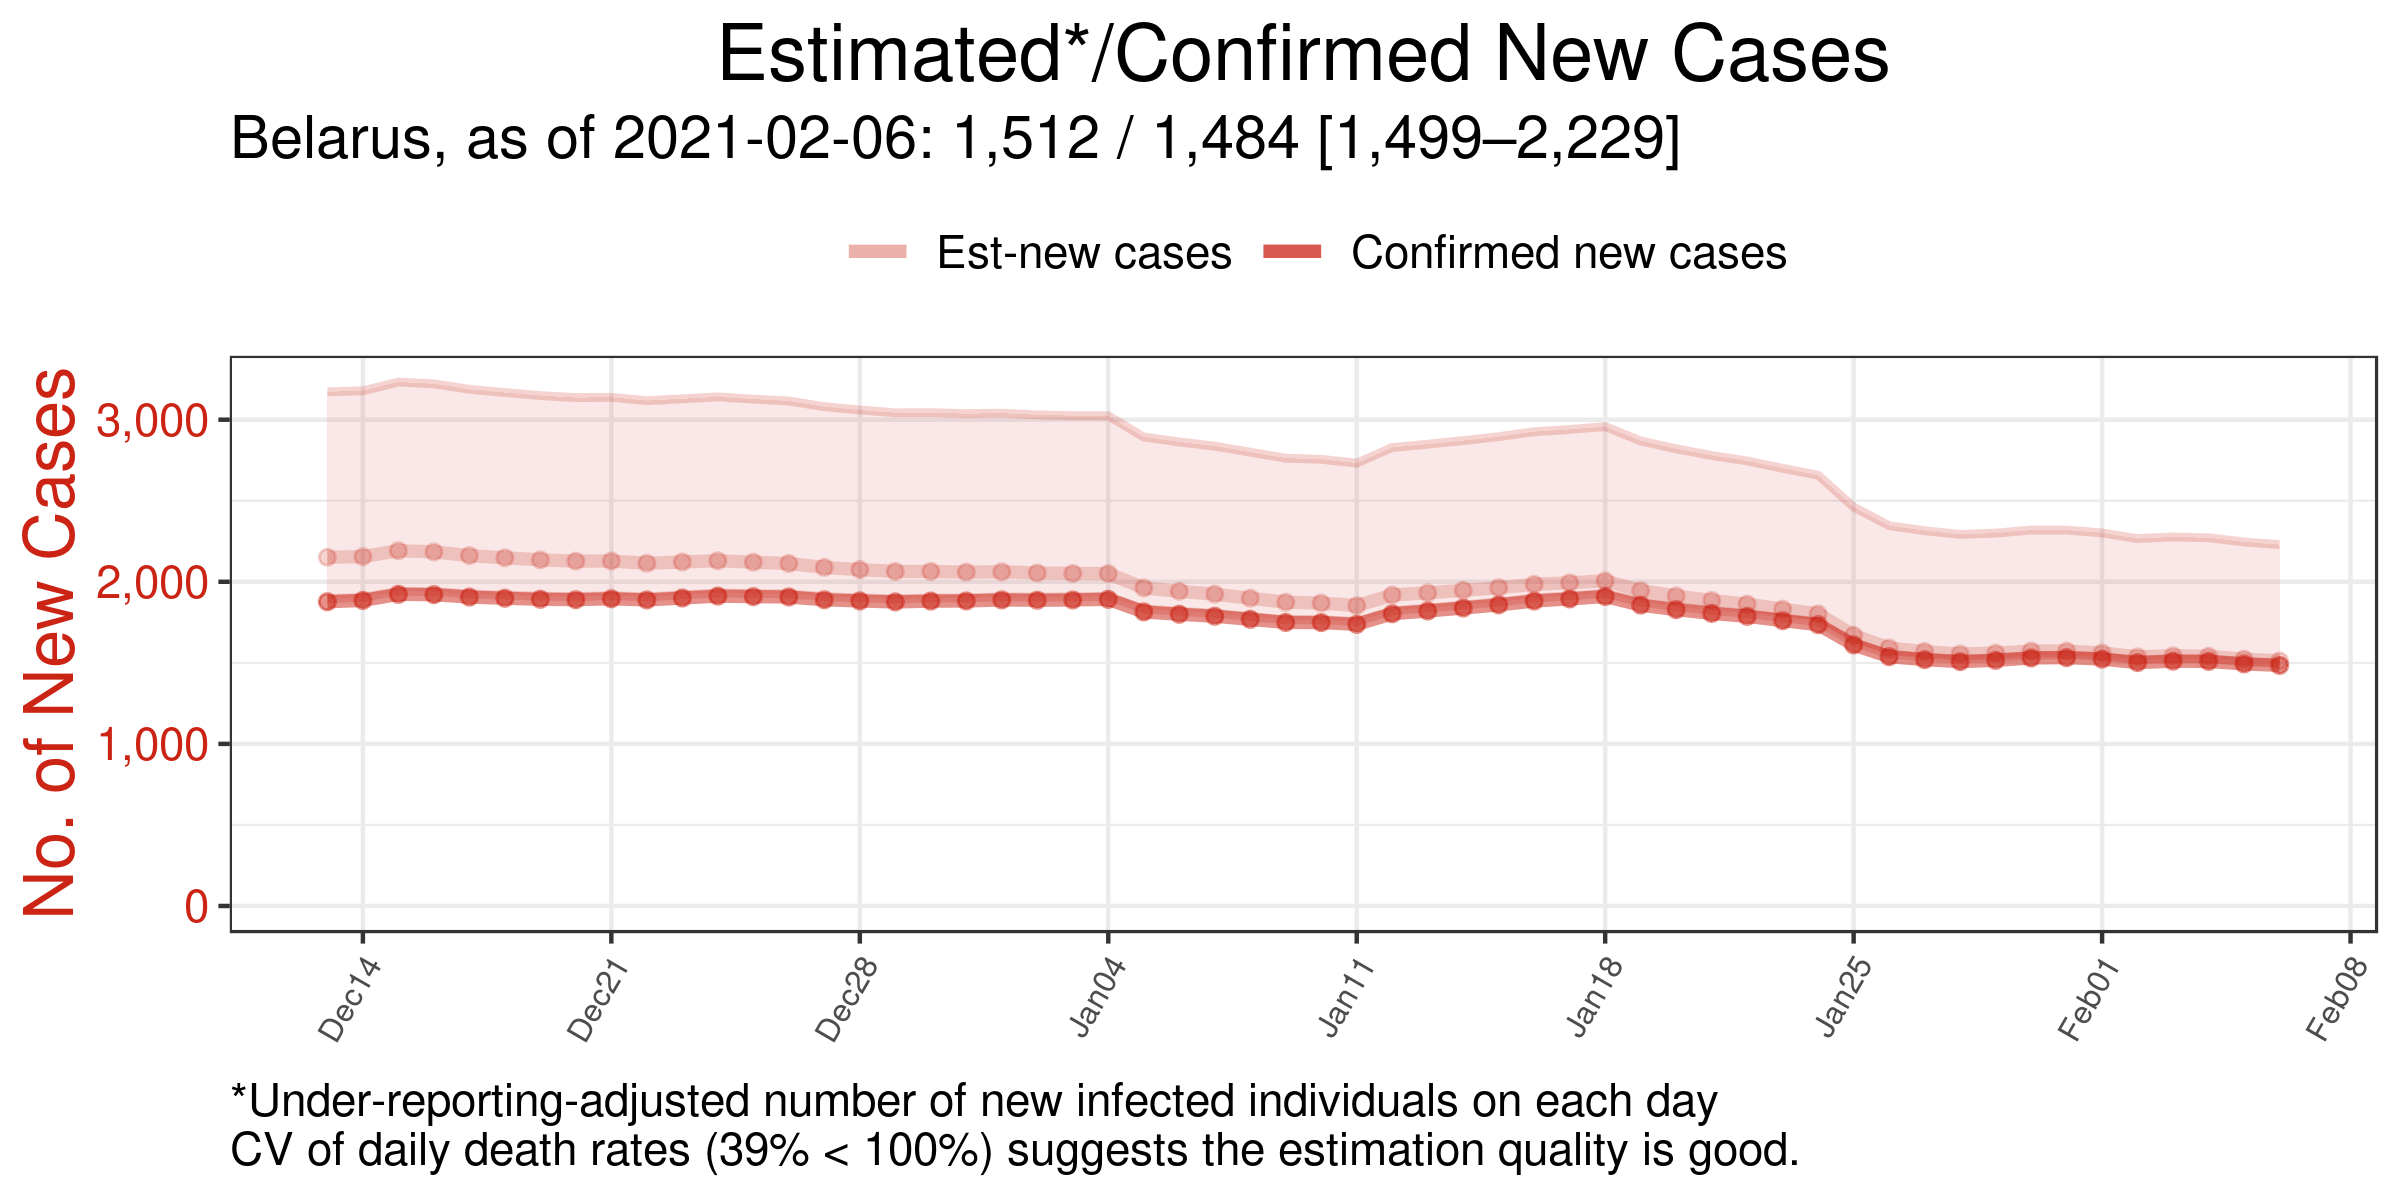 Estimated*/Confirmed New Cases
Belarus, as of 2021-02-06: 1,512 / 1,484 [1,499–2,229]
Est-new cases Confirmed new cases
No. of New Cases
3,000
2,000
1,000
0
Dec14 Dec21 Dec28 Jan04 Jan11 Jan18 Jan25 Feb01 Feb08
*Under-reporting-adjusted number of new infected individuals on each day
CV of daily death rates (39% < 100%) suggests the estimation quality is good.